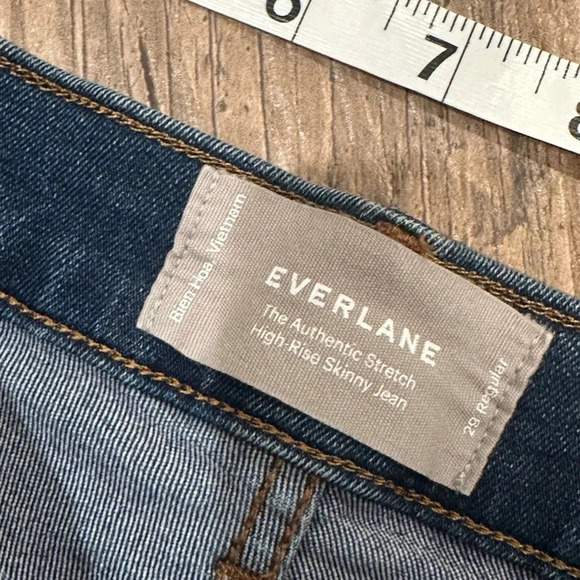 6 7 8
Bien Hoa, Vietnam
EVERLANE
The Authentic Stretch
High-Rise Skinny Jean
29 Regular